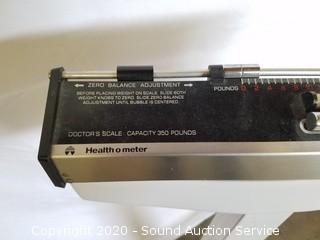 ← ZERO BALANCE ADJUSTMENT →
BEFORE PLACING WEIGHT ON SCALE, SLIDE BOTH
WEIGHT KNOBS TO ZERO. SLIDE ZERO BALANCE
ADJUSTMENT UNTIL BUBBLE IS CENTERED.
POUNDS 0
DOCTOR'S SCALE · CAPACITY 350 POUNDS
Health o meter
Copyright 2020 - Sound Auction Service